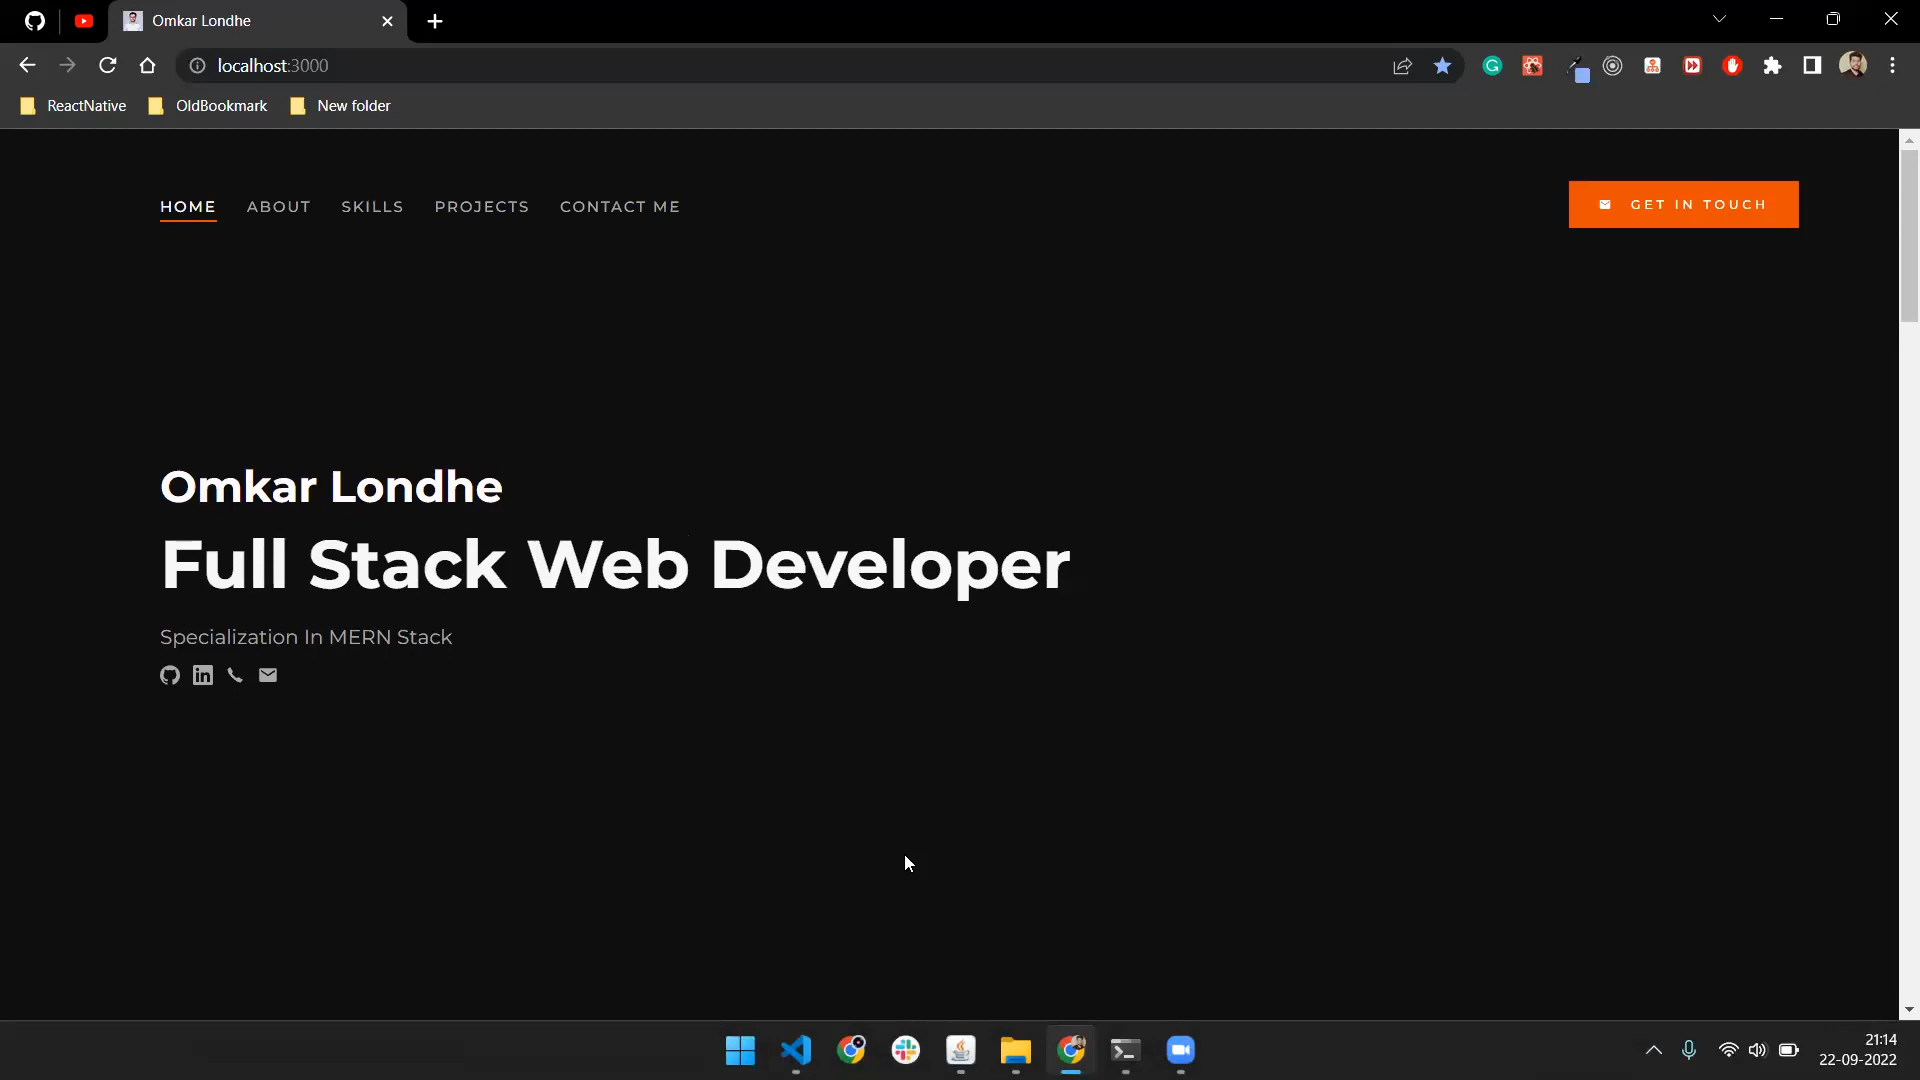 Omkar Londhe
localhost:3000
ReactNative OldBookmark New folder
HOME ABOUT SKILLS PROJECTS CONTACT ME GET IN TOUCH
Omkar Londhe
Full Stack Web Developer
Specialization In MERN Stack
21:14
22-09-2022